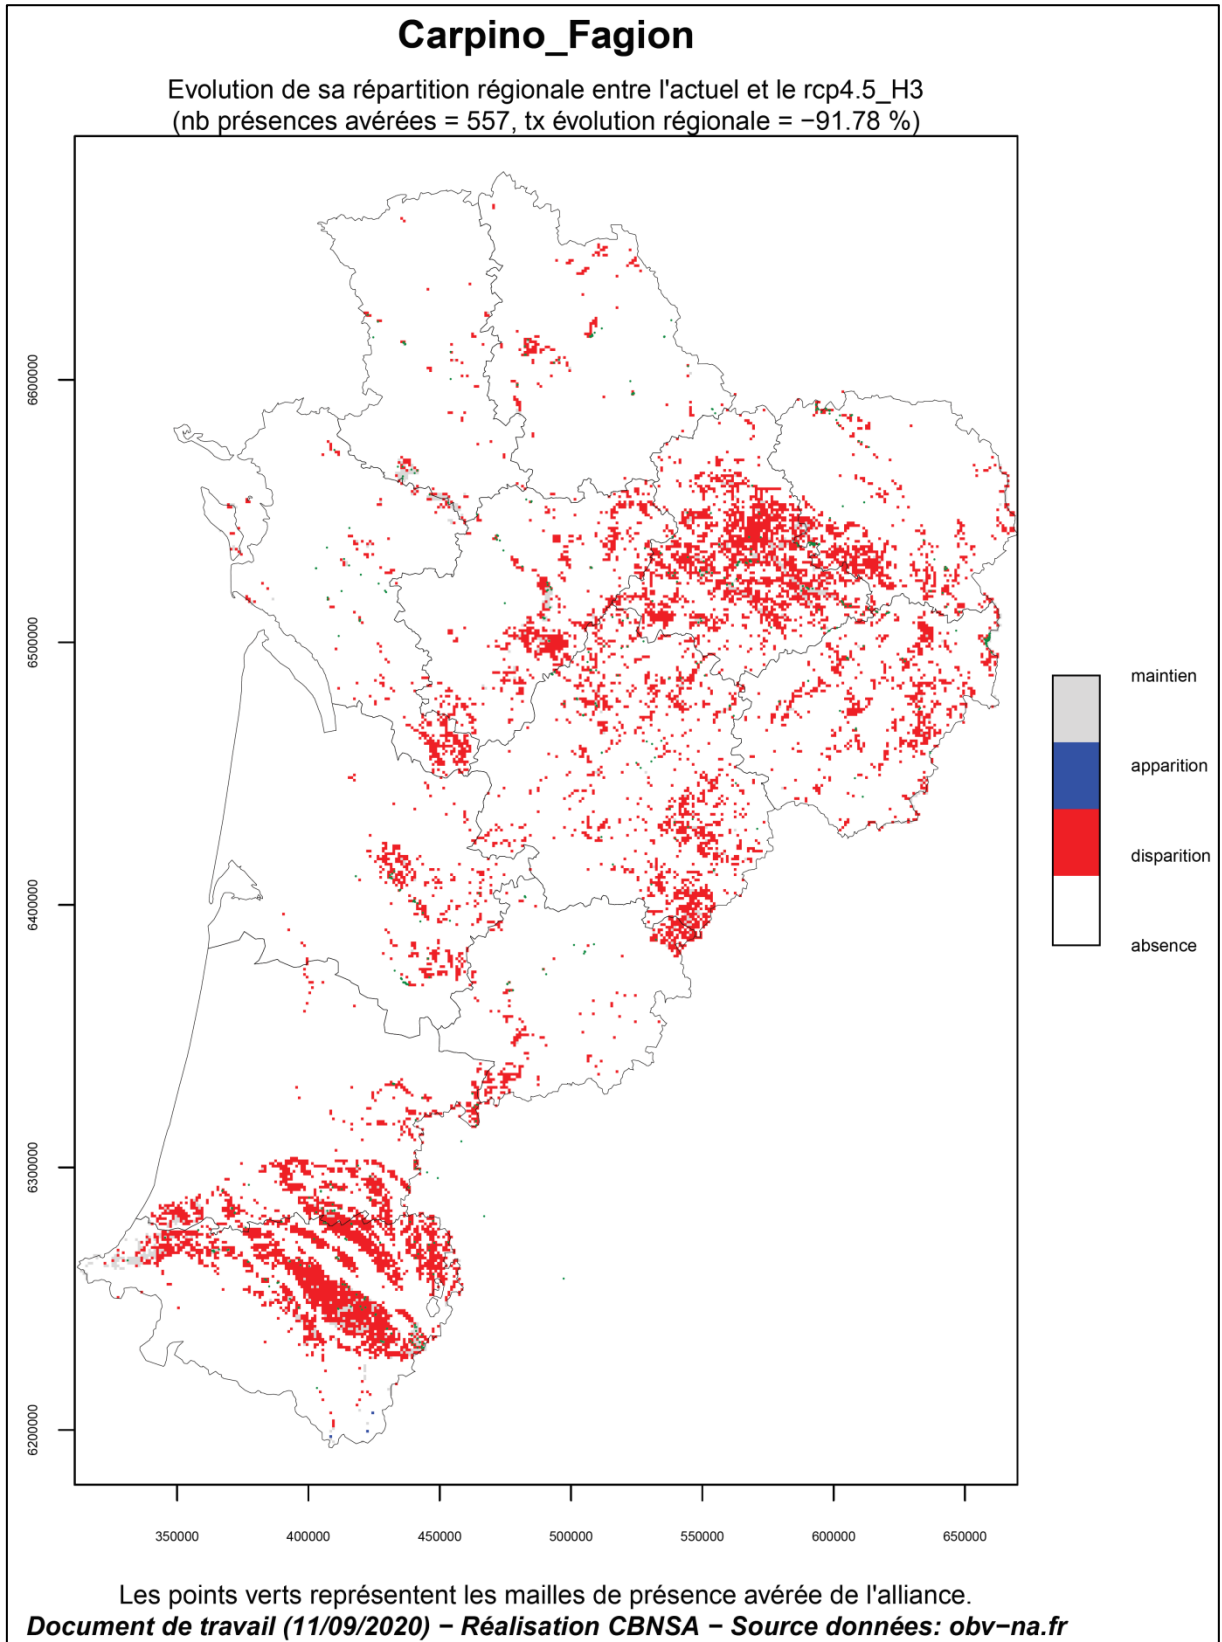 Carpino_Fagion
Evolution de sa répartition régionale entre l'actuel et le rcp4.5_H3
(nb présences avérées = 557, tx évolution régionale = −91.78 %)
6600000
6500000
6400000
6300000
6200000
maintien
apparition
disparition
absence
350000 400000 450000 500000 550000 600000 650000
Les points verts représentent les mailles de présence avérée de l'alliance.
Document de travail (11/09/2020) − Réalisation CBNSA − Source données: obv−na.fr